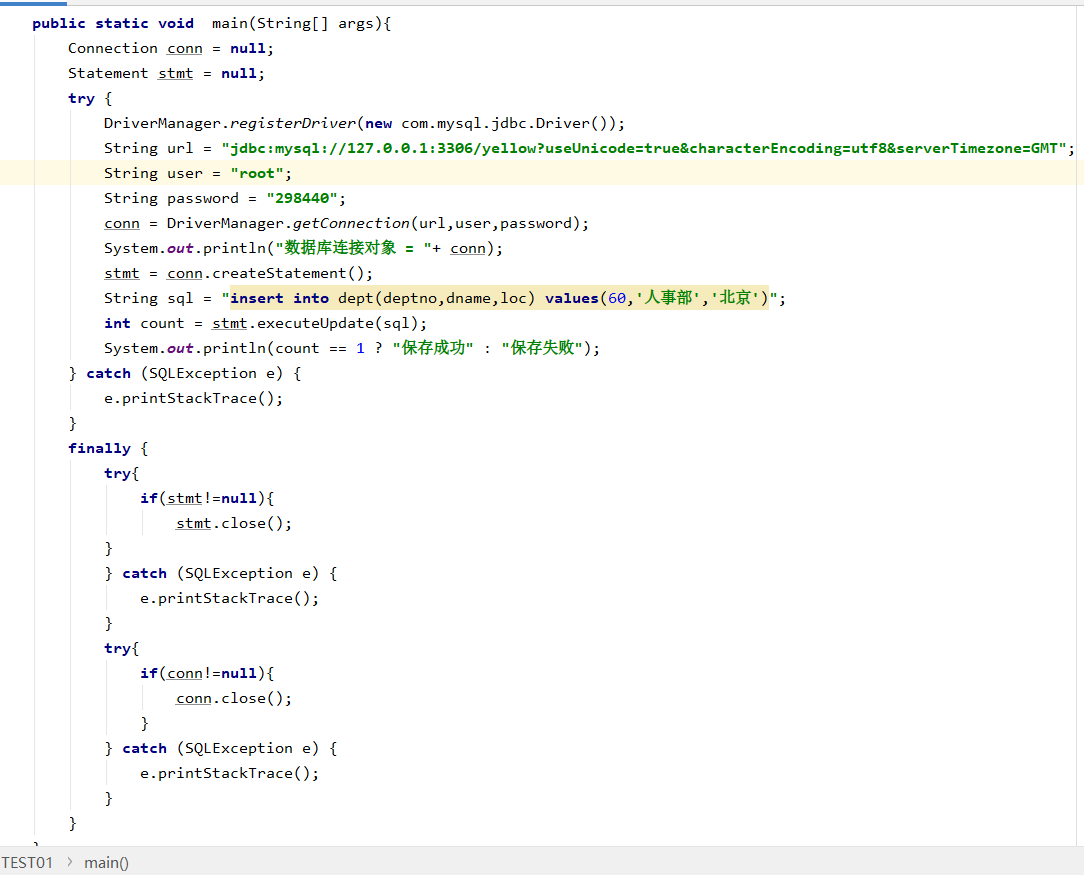 public static void  main(String[] args){
    Connection conn = null;
    Statement stmt = null;
    try {
        DriverManager.registerDriver(new com.mysql.jdbc.Driver());
        String url = "jdbc:mysql://127.0.0.1:3306/yellow?useUnicode=true&characterEncoding=utf8&serverTimezone=GMT";
        String user = "root";
        String password = "298440";
        conn = DriverManager.getConnection(url,user,password);
        System.out.println("数据库连接对象 = "+ conn);
        stmt = conn.createStatement();
        String sql = "insert into dept(deptno,dname,loc) values(60,'人事部','北京')";
        int count = stmt.executeUpdate(sql);
        System.out.println(count == 1 ? "保存成功" : "保存失败");
    } catch (SQLException e) {
        e.printStackTrace();
    }
    finally {
        try{
            if(stmt!=null){
                stmt.close();
        }
        } catch (SQLException e) {
            e.printStackTrace();
        }
        try{
            if(conn!=null){
                conn.close();
            }
        } catch (SQLException e) {
            e.printStackTrace();
        }
    }
TEST01 > main()